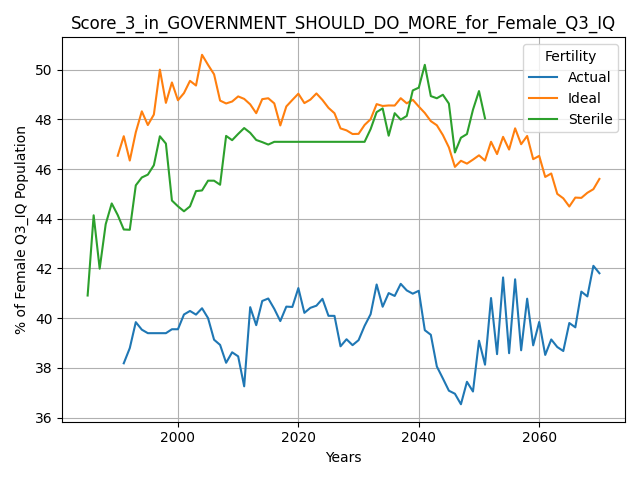 Score_3_in_GOVERNMENT_SHOULD_DO_MORE_for_Female_Q3_IQ
Fertility
Actual
Ideal
Sterile
% of Female Q3_IQ Population
50
48
46
44
42
40
38
36
2000
2020
2040
2060
Years